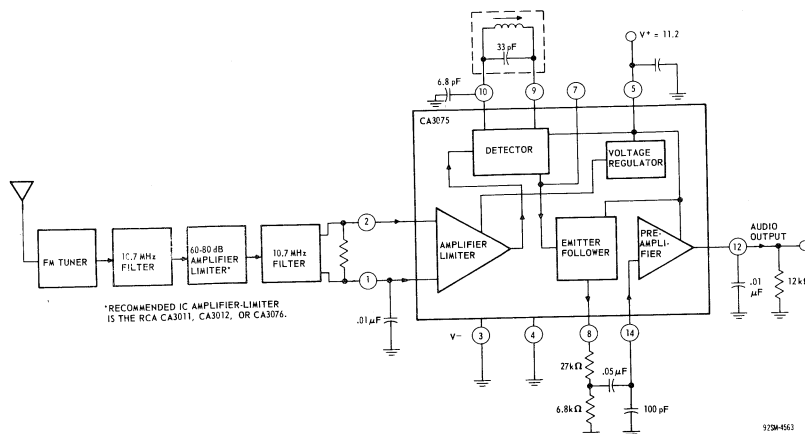 V+ = 11.2
33 pF
6.8 pF
10
9
7
5
CA3075
DETECTOR
VOLTAGE
REGULATOR
2
FM TUNER
10.7 MHz
FILTER
60-80 dB
AMPLIFIER
LIMITER*
10.7 MHz
FILTER
AMPLIFIER
LIMITER
EMITTER
FOLLOWER
PRE-
AMPLI-
FIER
12
AUDIO
OUTPUT
1
.01 μF
.01
μF
12k
*RECOMMENDED IC AMPLIFIER-LIMITER
IS THE RCA CA3011, CA3012, OR CA3076.
V–
3
4
8
14
27kΩ
.05μF
6.8kΩ
100 pF
92SM-4563